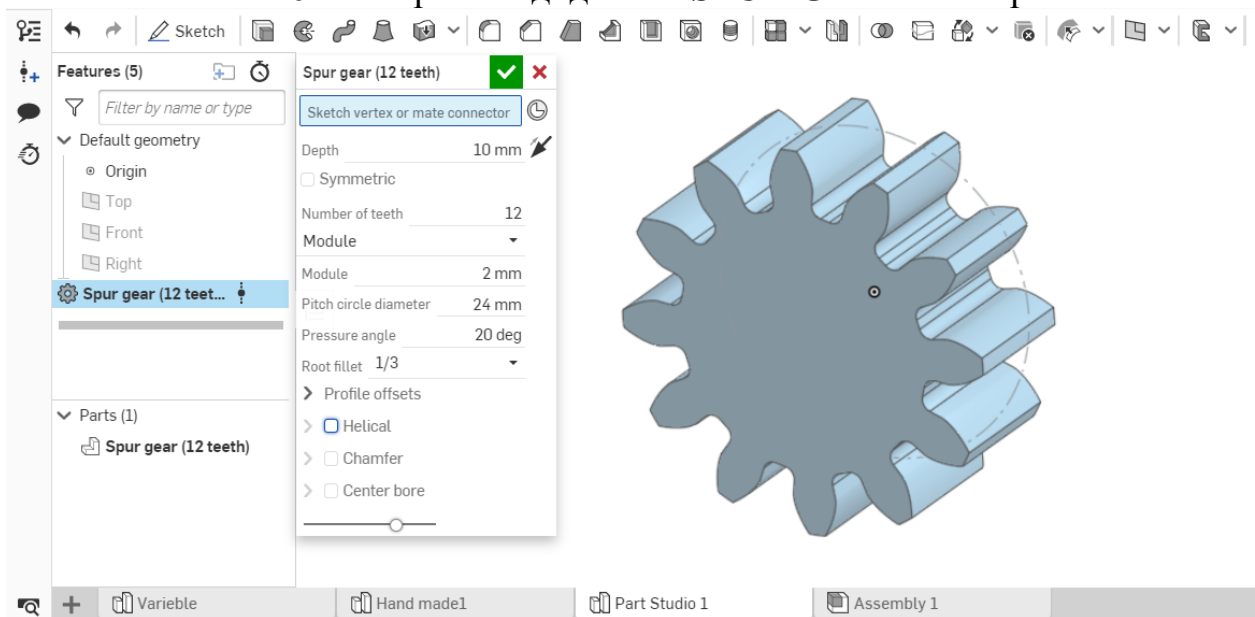 Sketch
Features (5)
Filter by name or type
Default geometry
Origin
Top
Front
Right
Spur gear (12 teet...
Parts (1)
Spur gear (12 teeth)
Spur gear (12 teeth)
Sketch vertex or mate connector
Depth 10 mm
Symmetric
Number of teeth 12
Module
Module 2 mm
Pitch circle diameter 24 mm
Pressure angle 20 deg
Root fillet 1/3
Profile offsets
Helical
Chamfer
Center bore
Varieble
Hand made1
Part Studio 1
Assembly 1